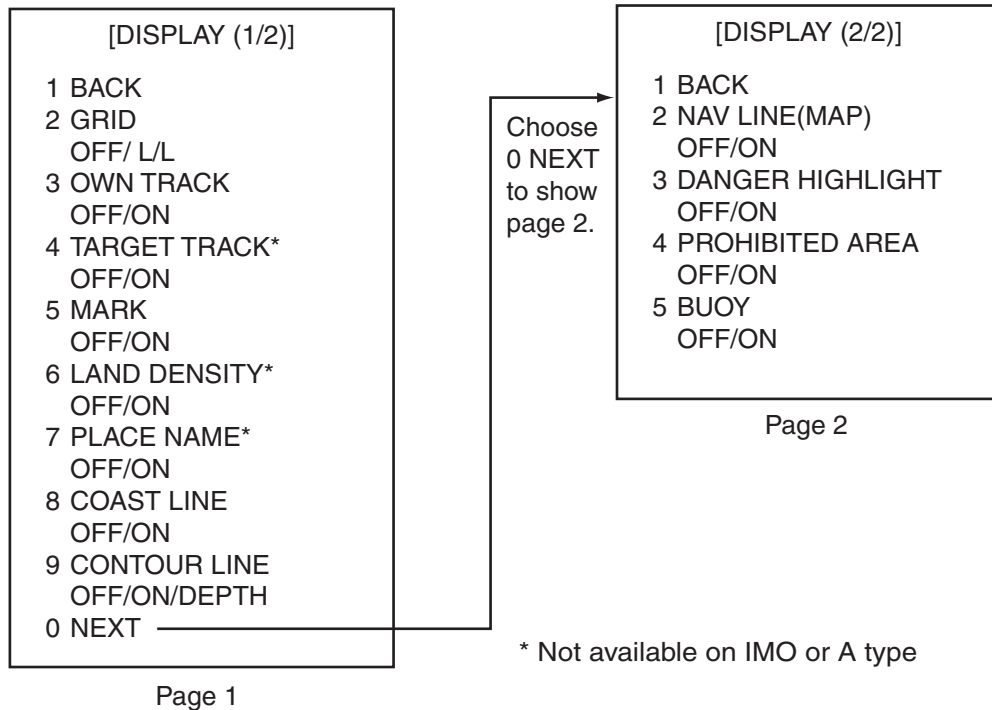 [DISPLAY (1/2)]
1 BACK
2 GRID
OFF/ L/L
3 OWN TRACK
OFF/ON
4 TARGET TRACK*
OFF/ON
5 MARK
OFF/ON
6 LAND DENSITY*
OFF/ON
7 PLACE NAME*
OFF/ON
8 COAST LINE
OFF/ON
9 CONTOUR LINE
OFF/ON/DEPTH
0 NEXT
Page 1
Choose
0 NEXT
to show
page 2.
[DISPLAY (2/2)]
1 BACK
2 NAV LINE(MAP)
OFF/ON
3 DANGER HIGHLIGHT
OFF/ON
4 PROHIBITED AREA
OFF/ON
5 BUOY
OFF/ON
Page 2
* Not available on IMO or A type